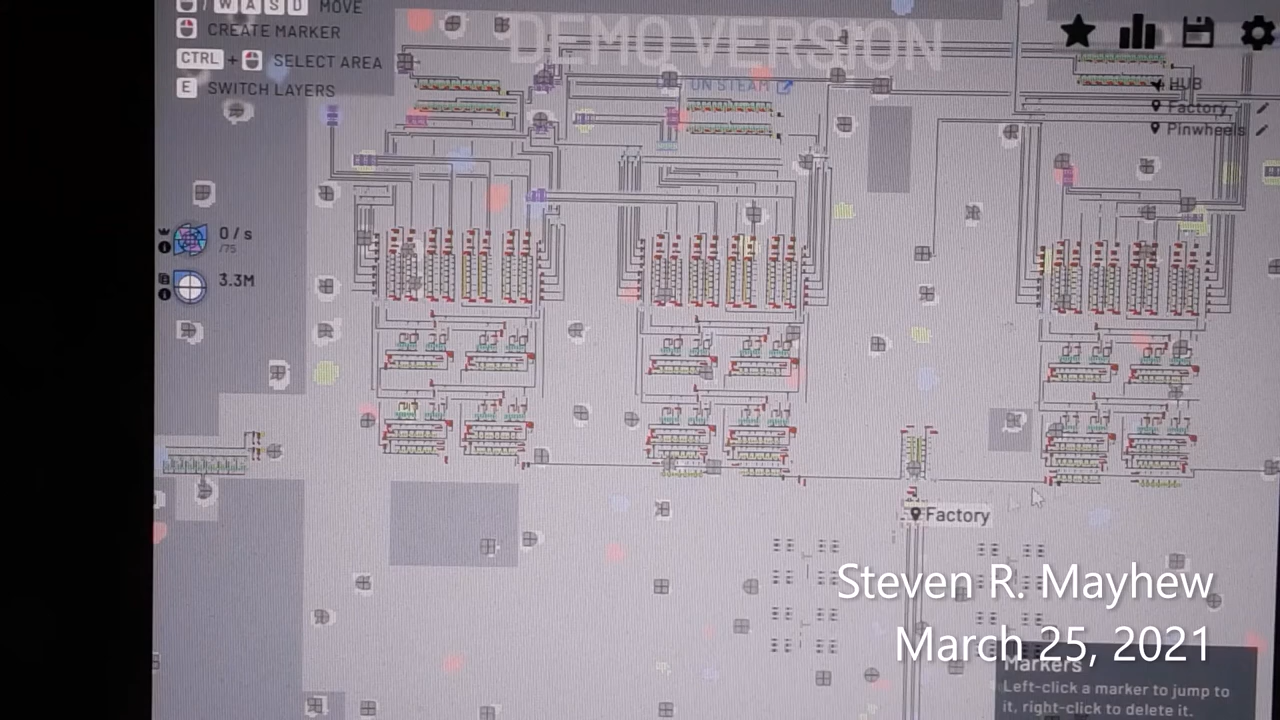 W A S D MOVE
CREATE MARKER
CTRL + SELECT AREA
E SWITCH LAYERS
DEMO VERSION
ON STEAM
HUB
Factory
Pinwheels
0 / s
/75
3.3M
Factory
Steven R. Mayhew
March 25, 2021
Markers
Left-click a marker to jump to
it, right-click to delete it.